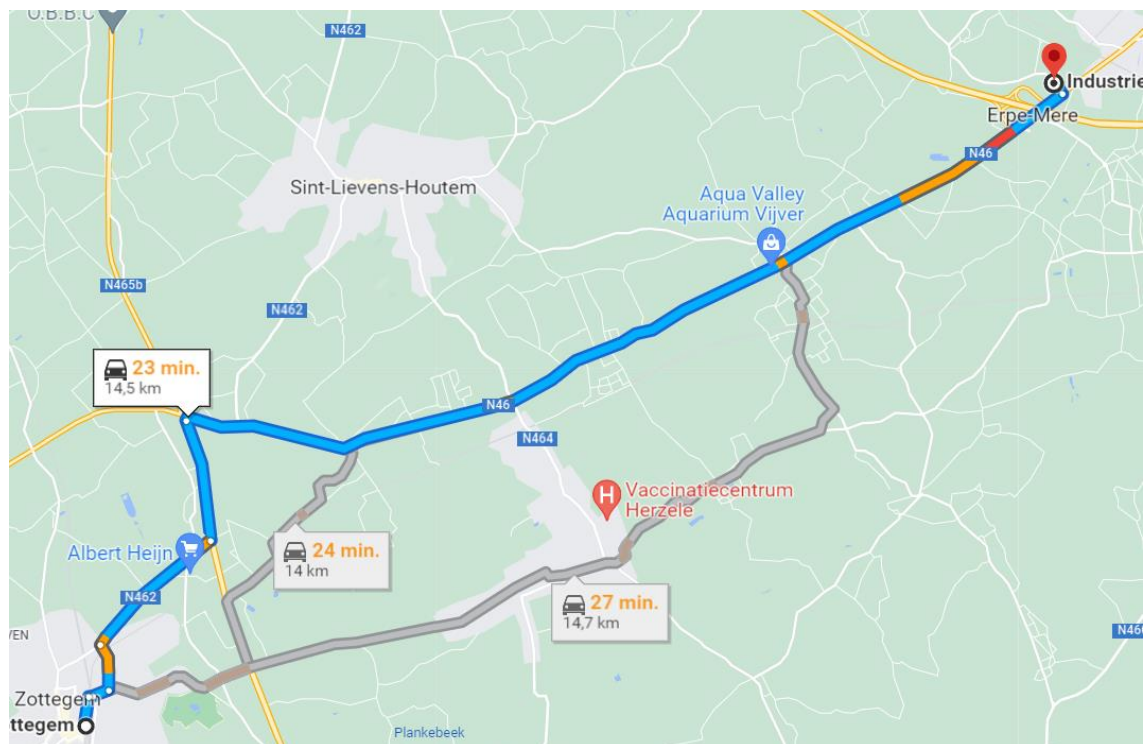 O.B.B.C
N462
Industrie
Erpe-Mere
N46
Sint-Lievens-Houtem
Aqua Valley
Aquarium Vijver
N465b
N462
23 min.
14,5 km
N46
N464
Vaccinatiecentrum
Herzele
24 min.
14 km
Albert Heijn
N462
27 min.
14,7 km
VEN
N460
Zottegem
ttegem
Plankebeek